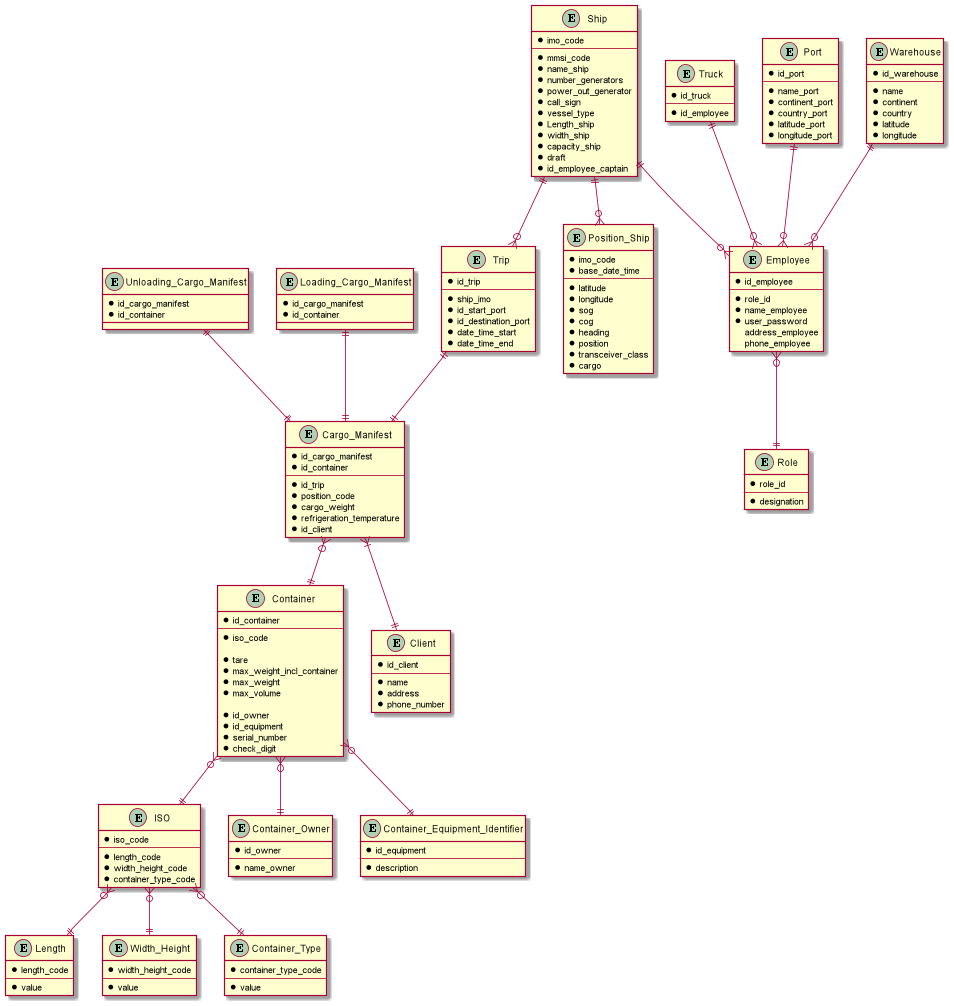 E Ship
imo_code
mmsi_code
name_ship
number_generators
power_out_generator
call_sign
vessel_type
Length_ship
width_ship
capacity_ship
draft
id_employee_captain
E Truck
id_truck
id_employee
E Port
id_port
name_port
continent_port
country_port
latitude_port
longitude_port
E Warehouse
id_warehouse
name
continent
country
latitude
longitude
E Unloading_Cargo_Manifest
id_cargo_manifest
id_container
E Loading_Cargo_Manifest
id_cargo_manifest
id_container
E Trip
id_trip
ship_imo
id_start_port
id_destination_port
date_time_start
date_time_end
E Position_Ship
imo_code
base_date_time
latitude
longitude
sog
cog
heading
position
transceiver_class
cargo
E Employee
id_employee
role_id
name_employee
user_password
address_employee
phone_employee
E Cargo_Manifest
id_cargo_manifest
id_container
id_trip
position_code
cargo_weight
refrigeration_temperature
id_client
E Role
role_id
designation
E Container
id_container
iso_code
tare
max_weight_incl_container
max_weight
max_volume
id_owner
id_equipment
serial_number
check_digit
E Client
id_client
name
address
phone_number
E ISO
iso_code
length_code
width_height_code
container_type_code
E Container_Owner
id_owner
name_owner
E Container_Equipment_Identifier
id_equipment
description
E Length
length_code
value
E Width_Height
width_height_code
value
E Container_Type
container_type_code
value